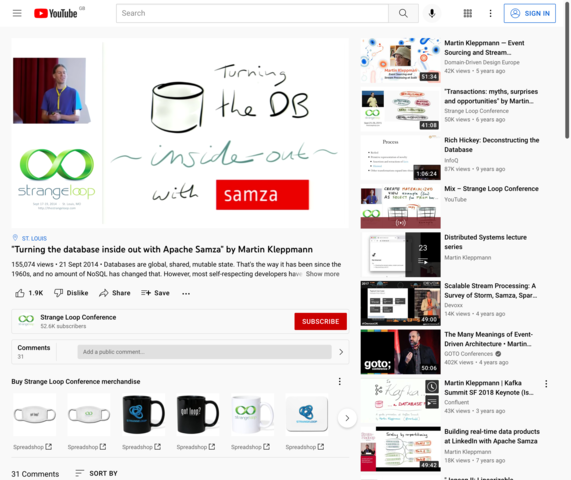 YouTube GB
Search
SIGN IN
Turning
the DB
~ inside-out ~
with samza
strangeloop
ST. LOUIS
"Turning the database inside out with Apache Samza" by Martin Kleppmann
155,074 views • 21 Sept 2014 • Databases are global, shared, mutable state. That's the way it has been since the
1960s, and no amount of NoSQL has changed that. However, most self-respecting developers have Show more
1.9K Dislike Share Save
Strange Loop Conference
52.6K subscribers
SUBSCRIBE
Comments
31
Add a public comment...
Buy Strange Loop Conference merchandise
got loop?
Spreadshop Spreadshop Spreadshop Spreadshop Spreadshop Spreadshop
31 Comments SORT BY
51:34
Martin Kleppmann — Event
Sourcing and Stream...
Domain-Driven Design Europe
42K views • 5 years ago
41:08
"Transactions: myths, surprises
and opportunities" by Martin...
Strange Loop Conference
50K views • 6 years ago
Process
1:06:24
Rich Hickey: Deconstructing the
Database
InfoQ
87K views • 9 years ago
Mix – Strange Loop Conference
YouTube
23
Distributed Systems lecture
series
Martin Kleppmann
49:00
Scalable Stream Processing: A
Survey of Storm, Samza, Spar...
Devoxx
14K views • 4 years ago
goto;
50:06
The Many Meanings of Event-
Driven Architecture • Martin...
GOTO Conferences
402K views • 4 years ago
Kafka
DATABASE
Martin Kleppmann | Kafka
Summit SF 2018 Keynote (Is...
Confluent
43K views • 3 years ago
49:42
Building real-time data products
at LinkedIn with Apache Samza
Martin Kleppmann
18K views • 7 years ago